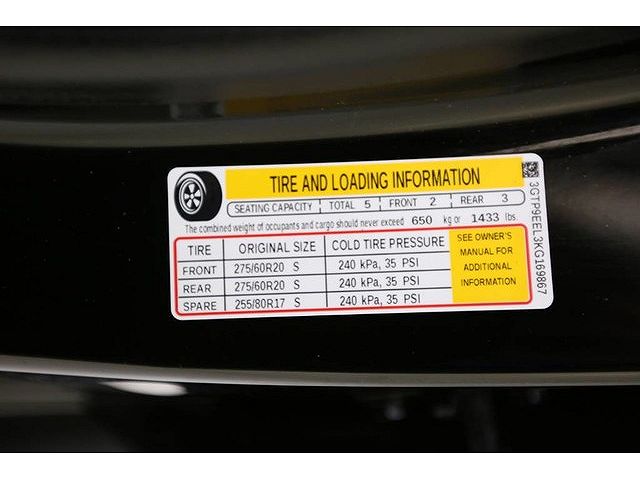 TIRE AND LOADING INFORMATION
SEATING CAPACITY TOTAL 5 FRONT 2 REAR 3
The combined weight of occupants and cargo should never exceed 650 kg or 1433 lbs
TIRE ORIGINAL SIZE COLD TIRE PRESSURE
FRONT 275/60R20 S 240 kPa, 35 PSI
REAR 275/60R20 S 240 kPa, 35 PSI
SPARE 255/80R17 S 240 kPa, 35 PSI
SEE OWNER'S
MANUAL FOR
ADDITIONAL
INFORMATION
3GTP9EEL3KG169867